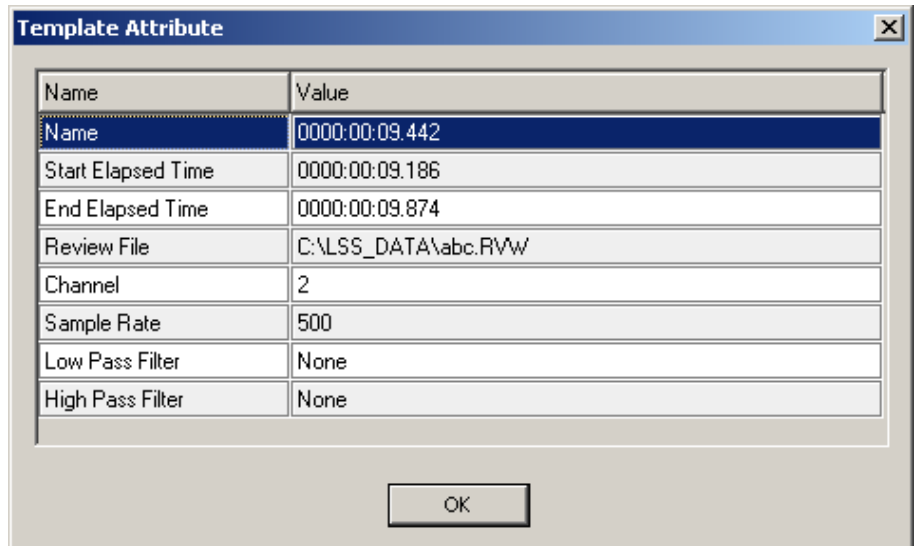 Template Attribute
Name Value
Name 0000:00:09.442
Start Elapsed Time 0000:00:09.186
End Elapsed Time 0000:00:09.874
Review File C:\LSS_DATA\abc.RVW
Channel 2
Sample Rate 500
Low Pass Filter None
High Pass Filter None
OK